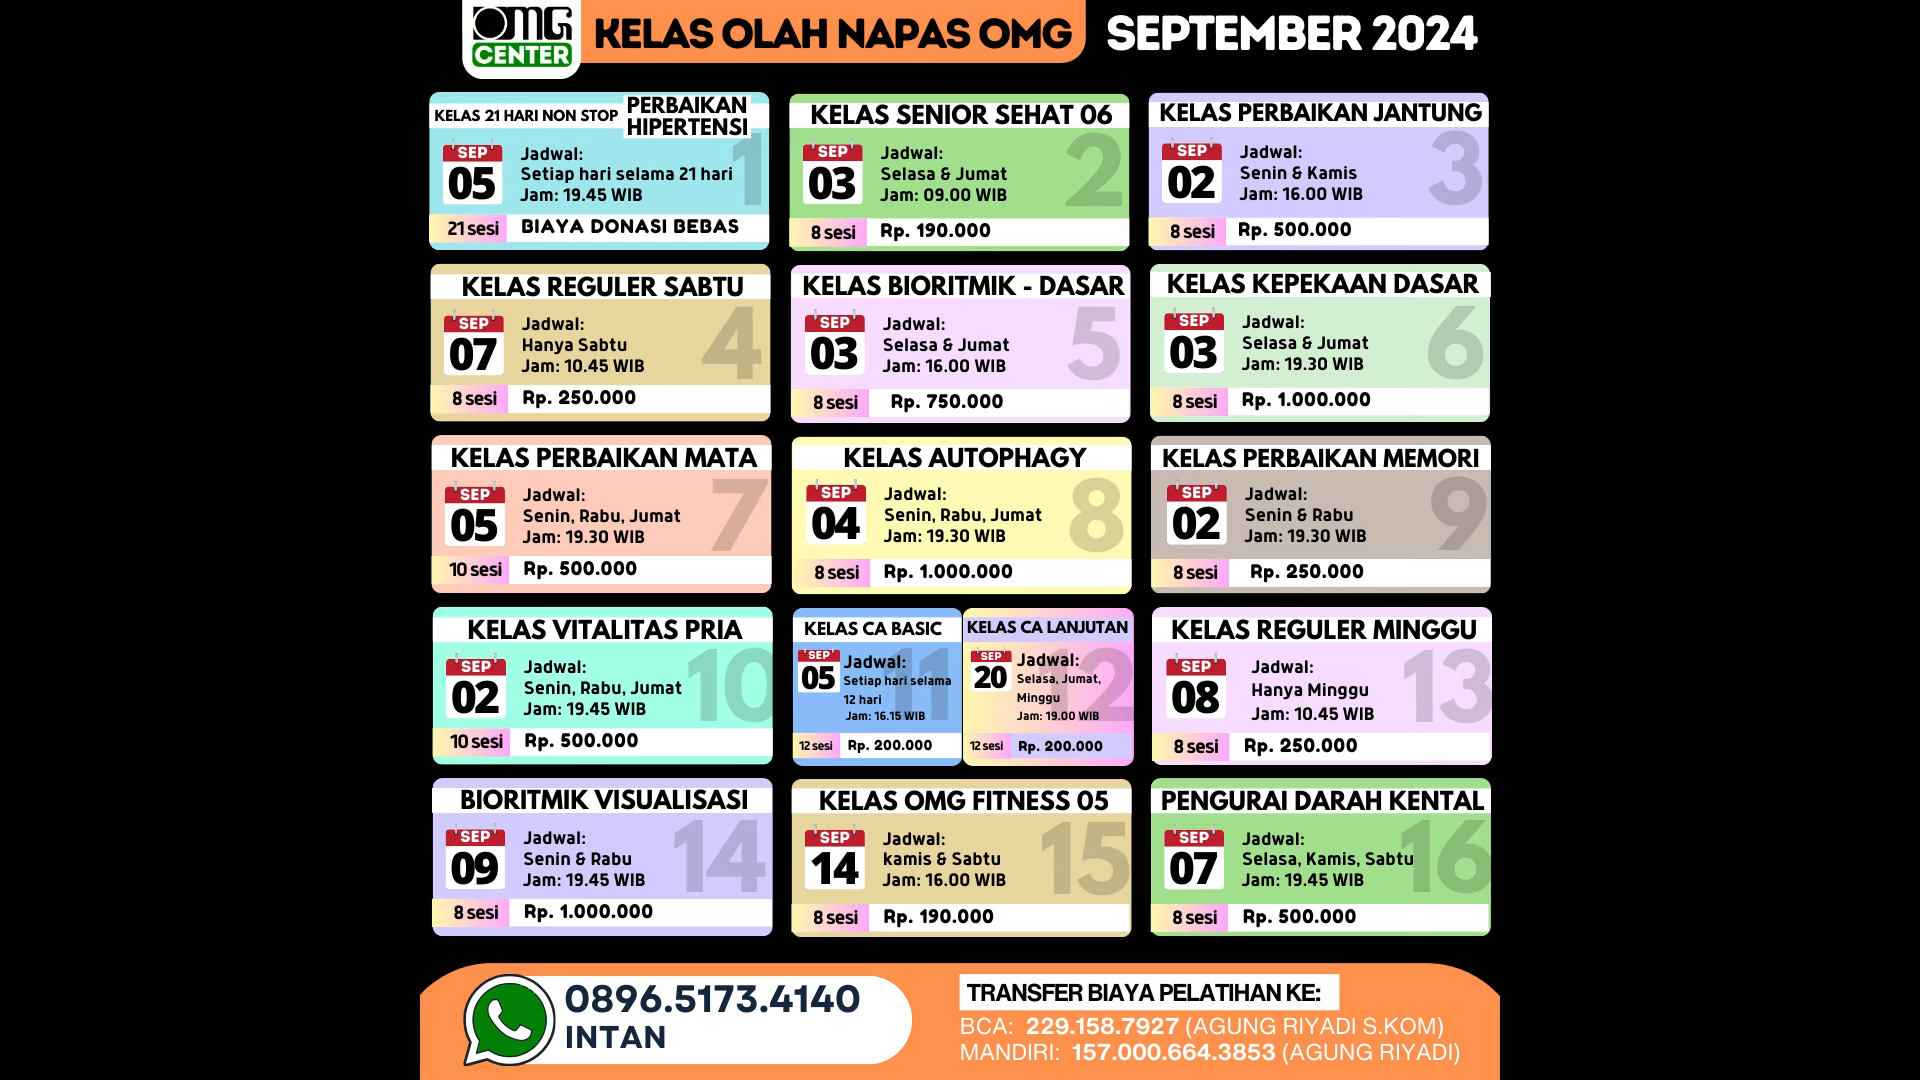 OMG
CENTER
KELAS OLAH NAPAS OMG
SEPTEMBER 2024
KELAS 21 HARI NON STOP
PERBAIKAN
HIPERTENSI
1
SEP
05
Jadwal:
Setiap hari selama 21 hari
Jam: 19.45 WIB
21 sesi
BIAYA DONASI BEBAS
KELAS SENIOR SEHAT 06
2
SEP
03
Jadwal:
Selasa & Jumat
Jam: 09.00 WIB
8 sesi
Rp. 190.000
KELAS PERBAIKAN JANTUNG
3
SEP
02
Jadwal:
Senin & Kamis
Jam: 16.00 WIB
8 sesi
Rp. 500.000
KELAS REGULER SABTU
4
SEP
07
Jadwal:
Hanya Sabtu
Jam: 10.45 WIB
8 sesi
Rp. 250.000
KELAS BIORITMIK - DASAR
5
SEP
03
Jadwal:
Selasa & Jumat
Jam: 16.00 WIB
8 sesi
Rp. 750.000
KELAS KEPEKAAN DASAR
6
SEP
03
Jadwal:
Selasa & Jumat
Jam: 19.30 WIB
8 sesi
Rp. 1.000.000
KELAS PERBAIKAN MATA
7
SEP
05
Jadwal:
Senin, Rabu, Jumat
Jam: 19.30 WIB
10 sesi
Rp. 500.000
KELAS AUTOPHAGY
8
SEP
04
Jadwal:
Senin, Rabu, Jumat
Jam: 19.30 WIB
8 sesi
Rp. 1.000.000
KELAS PERBAIKAN MEMORI
9
SEP
02
Jadwal:
Senin & Rabu
Jam: 19.30 WIB
8 sesi
Rp. 250.000
KELAS VITALITAS PRIA
10
SEP
02
Jadwal:
Senin, Rabu, Jumat
Jam: 19.45 WIB
10 sesi
Rp. 500.000
KELAS CA BASIC
11
SEP
05
Jadwal:
Setiap hari selama
12 hari
Jam: 16.15 WIB
12 sesi
Rp. 200.000
KELAS CA LANJUTAN
12
SEP
20
Jadwal:
Selasa, Jumat,
Minggu
Jam: 19.00 WIB
12 sesi
Rp. 200.000
KELAS REGULER MINGGU
13
SEP
08
Jadwal:
Hanya Minggu
Jam: 10.45 WIB
8 sesi
Rp. 250.000
BIORITMIK VISUALISASI
14
SEP
09
Jadwal:
Senin & Rabu
Jam: 19.45 WIB
8 sesi
Rp. 1.000.000
KELAS OMG FITNESS 05
15
SEP
14
Jadwal:
kamis & Sabtu
Jam: 16.00 WIB
8 sesi
Rp. 190.000
PENGURAI DARAH KENTAL
16
SEP
07
Jadwal:
Selasa, Kamis, Sabtu
Jam: 19.45 WIB
8 sesi
Rp. 500.000
0896.5173.4140
INTAN
TRANSFER BIAYA PELATIHAN KE:
BCA: 229.158.7927 (AGUNG RIYADI S.KOM)
MANDIRI: 157.000.664.3853 (AGUNG RIYADI)